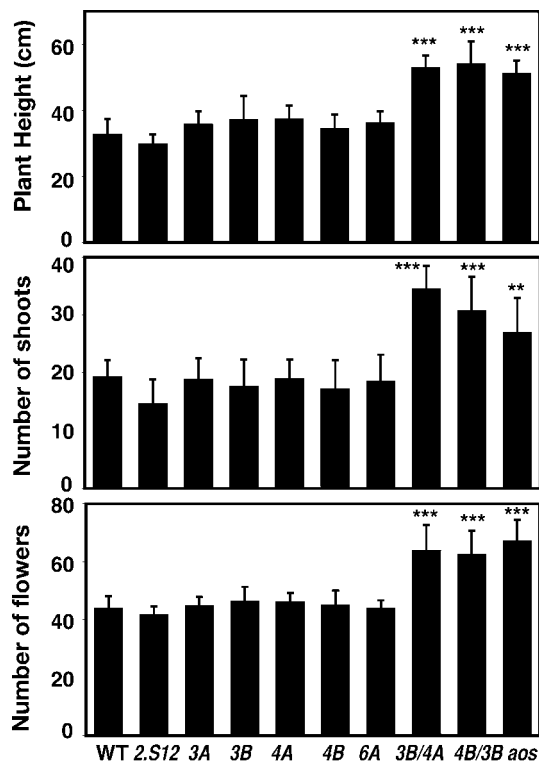 Plant Height (cm)
60
40
20
0
*** *** ***
Number of shoots
40
30
20
10
0
*** *** **
Number of flowers
80
60
40
20
0
*** *** ***
WT 2.S12 3A 3B 4A 4B 6A 3B/4A 4B/3B aos